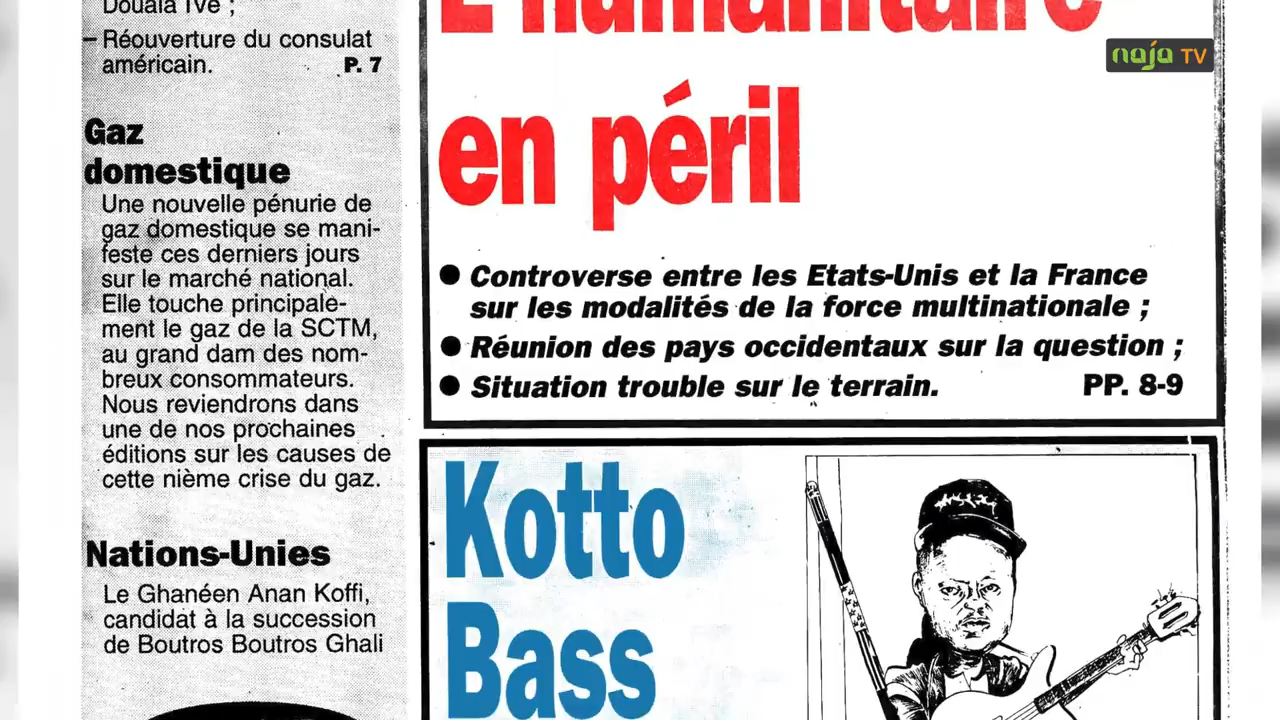 Douala IVe ;
– Réouverture du consulat
américain. P. 7
Gaz
domestique
Une nouvelle pénurie de
gaz domestique se mani-
feste ces derniers jours
sur le marché national.
Elle touche principale-
ment le gaz de la SCTM,
au grand dam des nom-
breux consommateurs.
Nous reviendrons dans
une de nos prochaines
éditions sur les causes de
cette nième crise du gaz.
Nations-Unies
Le Ghanéen Anan Koffi,
candidat à la succession
de Boutros Boutros Ghali
L'humanitaire
en péril
● Controverse entre les Etats-Unis et la France
sur les modalités de la force multinationale ;
● Réunion des pays occidentaux sur la question ;
● Situation trouble sur le terrain. PP. 8-9
Kotto
Bass
naja TV